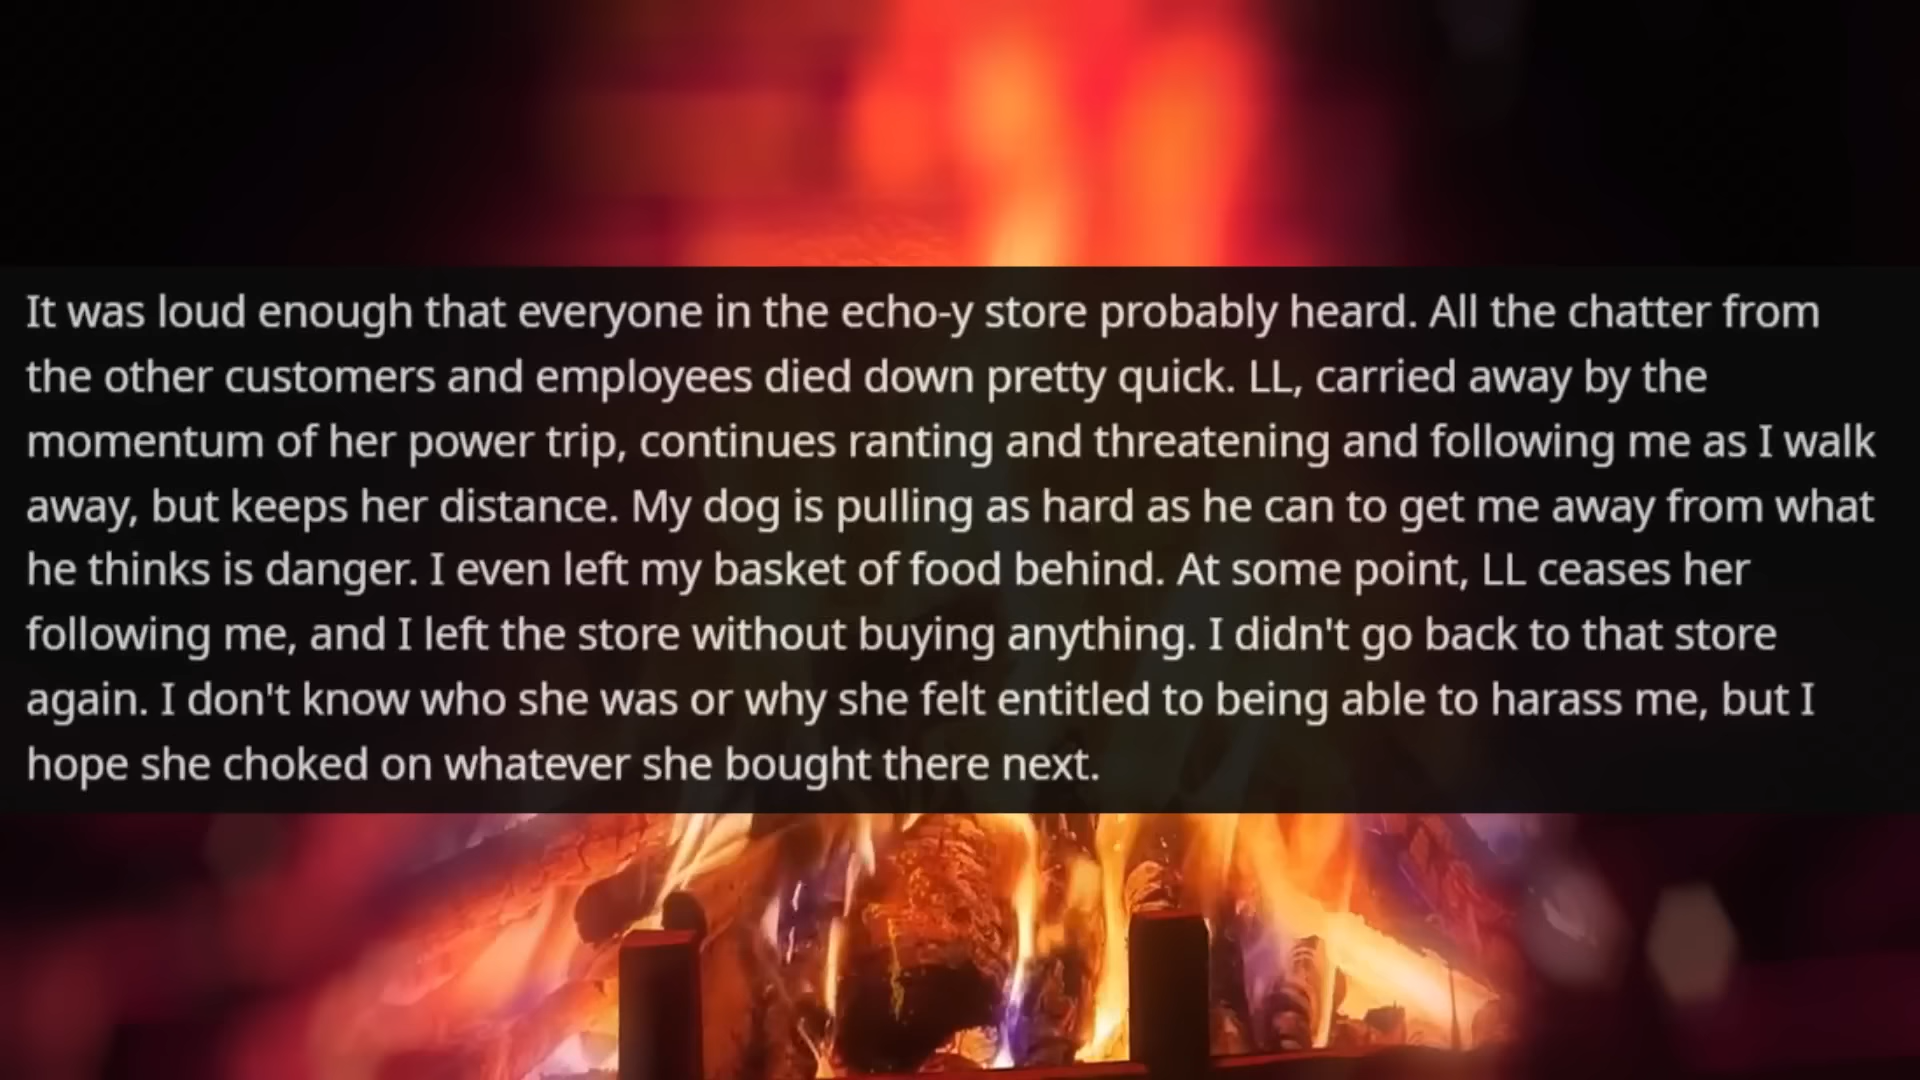 It was loud enough that everyone in the echo-y store probably heard. All the chatter from
the other customers and employees died down pretty quick. LL, carried away by the
momentum of her power trip, continues ranting and threatening and following me as I walk
away, but keeps her distance. My dog is pulling as hard as he can to get me away from what
he thinks is danger. I even left my basket of food behind. At some point, LL ceases her
following me, and I left the store without buying anything. I didn't go back to that store
again. I don't know who she was or why she felt entitled to being able to harass me, but I
hope she choked on whatever she bought there next.